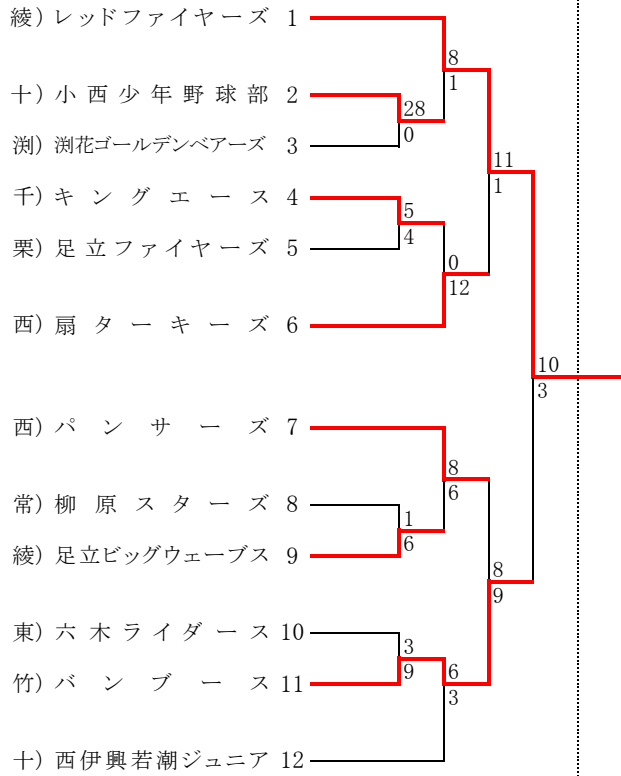 綾) レッドファイヤーズ 1
8
1
十) 小西少年野球部 2
28
0
渕) 渕花ゴールデンベアーズ 3
11
1
千) キングエース 4
5
4
栗) 足立ファイヤーズ 5
0
12
西) 扇ターキーズ 6
10
3
西) パンサーズ 7
8
6
常) 柳原スターズ 8
1
6
綾) 足立ビッグウェーブス 9
8
9
東) 六木ライダース 10
3
9
竹) バンブース 11
6
3
十) 西伊興若潮ジュニア 12